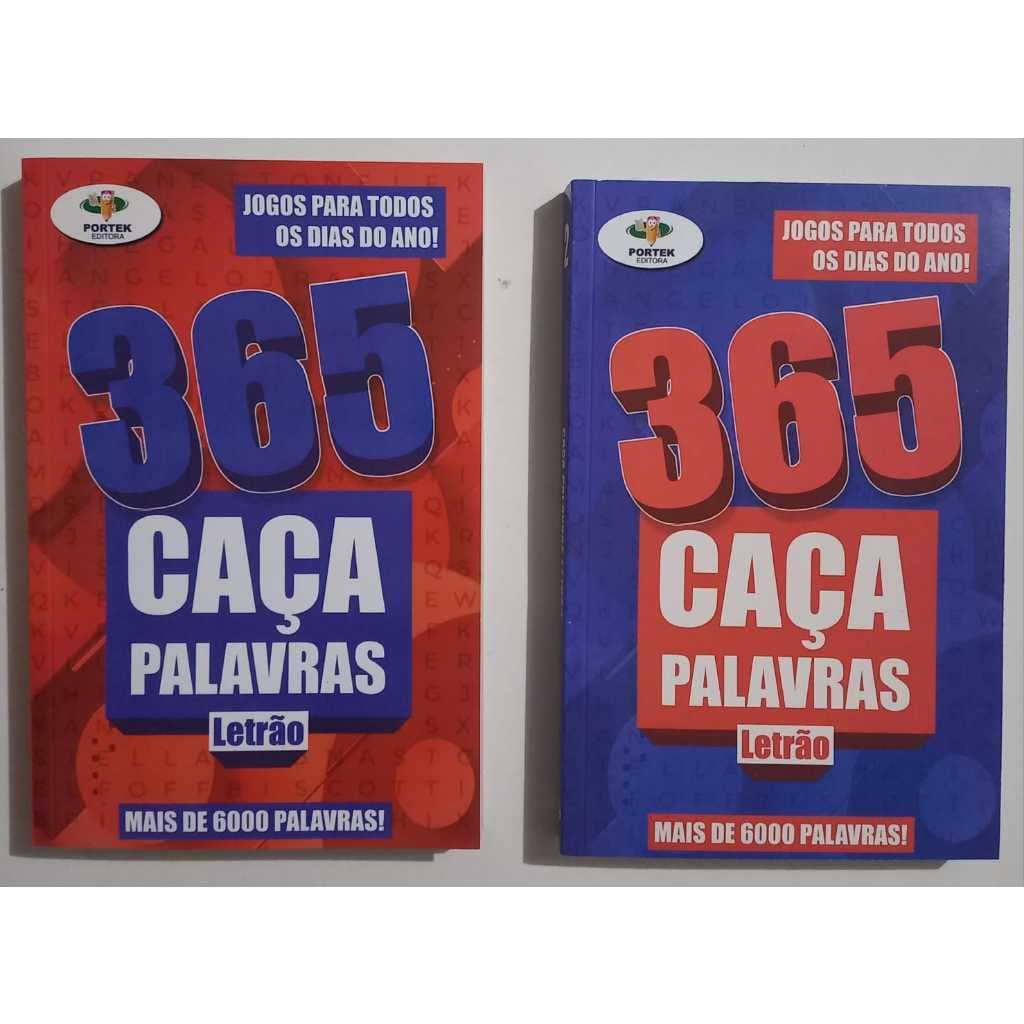 PORTEK
EDITORA
JOGOS PARA TODOS
OS DIAS DO ANO!
365
CAÇA
PALAVRAS
Letrão
MAIS DE 6000 PALAVRAS!
PORTEK
EDITORA
JOGOS PARA TODOS
OS DIAS DO ANO!
365
CAÇA
PALAVRAS
Letrão
MAIS DE 6000 PALAVRAS!